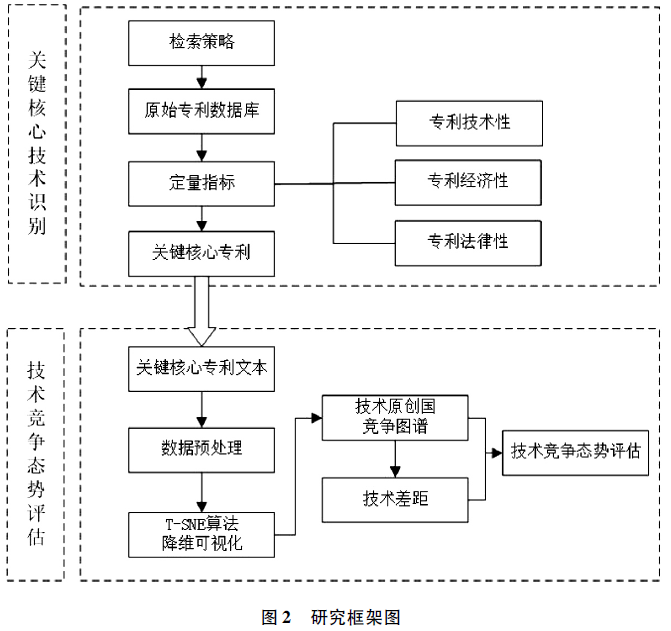 关键核心技术识别
检索策略
原始专利数据库
定量指标
关键核心专利
专利技术性
专利经济性
专利法律性
技术竞争态势评估
关键核心专利文本
数据预处理
T-SNE算法
降维可视化
技术原创国
竞争图谱
技术差距
技术竞争态势评估
图2 研究框架图